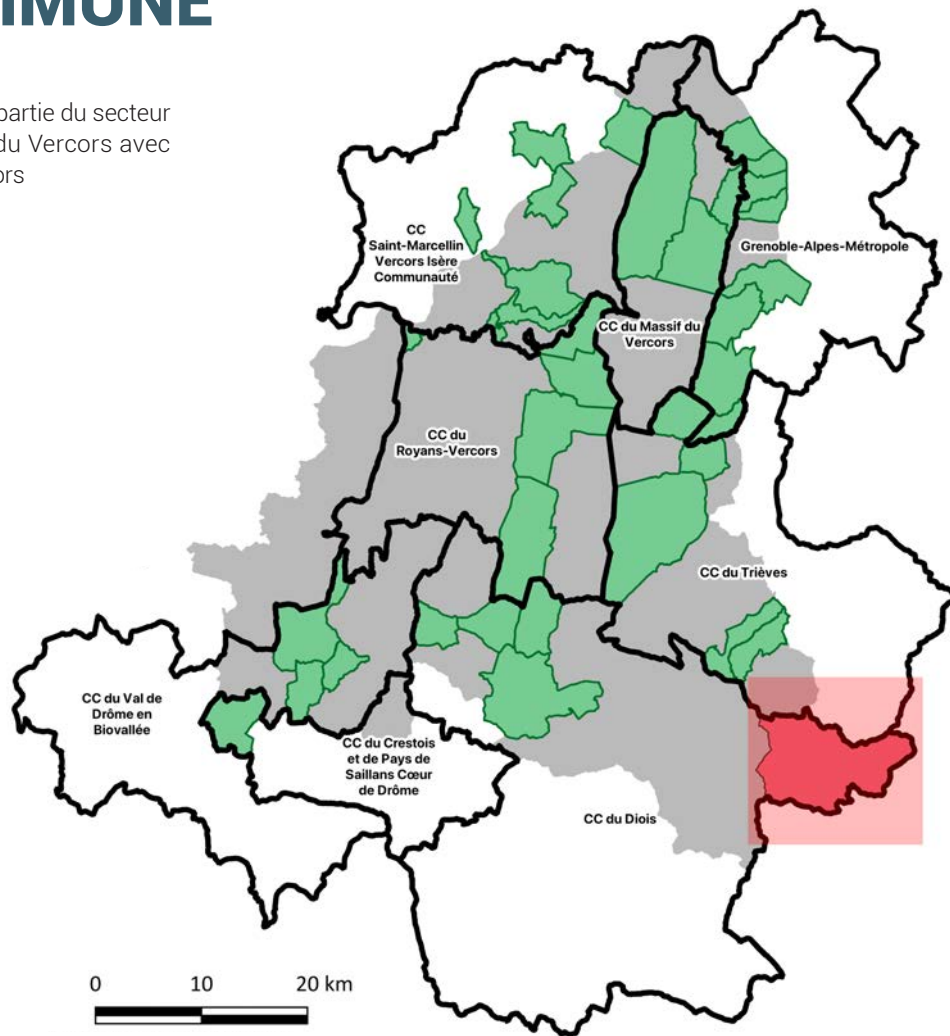 partie du secteur
du Vercors avec
CC
Saint-Marcellin
Vercors Isère
Communauté
Grenoble-Alpes-Métropole
CC du Massif du
Vercors
CC du
Royans-Vercors
CC du Trièves
CC du Val de
Drôme en
Biovallée
CC du Crestois
et de Pays de
Saillans Cœur
de Drôme
CC du Diois
0 10 20 km